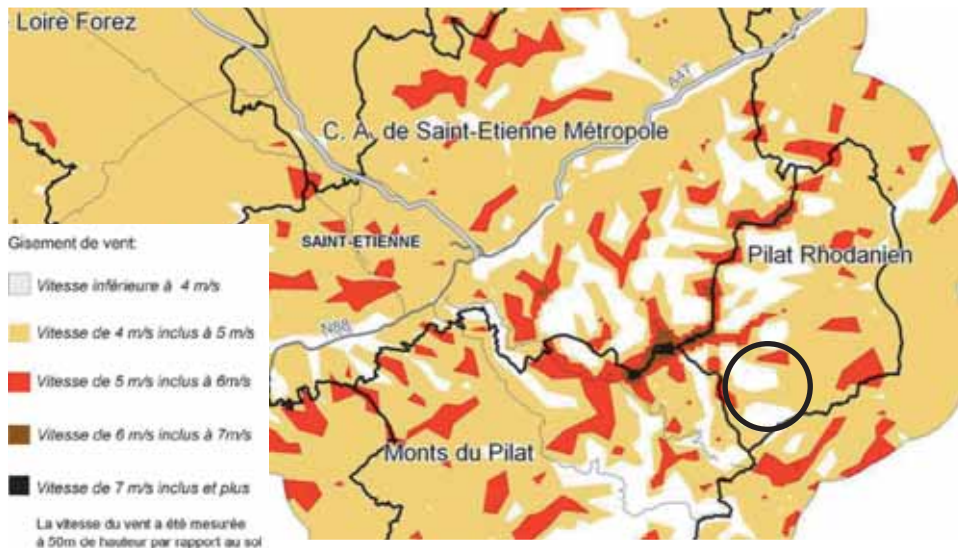 Loire Forez
A47
C. A. de Saint-Etienne Métropole
SAINT-ETIENNE
Pilat Rhodanien
N88
Monts du Pilat
Gisement de vent:
Vitesse inférieure à 4 m/s
Vitesse de 4 m/s inclus à 5 m/s
Vitesse de 5 m/s inclus à 6m/s
Vitesse de 6 m/s inclus à 7m/s
Vitesse de 7 m/s inclus et plus
La vitesse du vent a été mesurée
à 50m de hauteur par rapport au sol